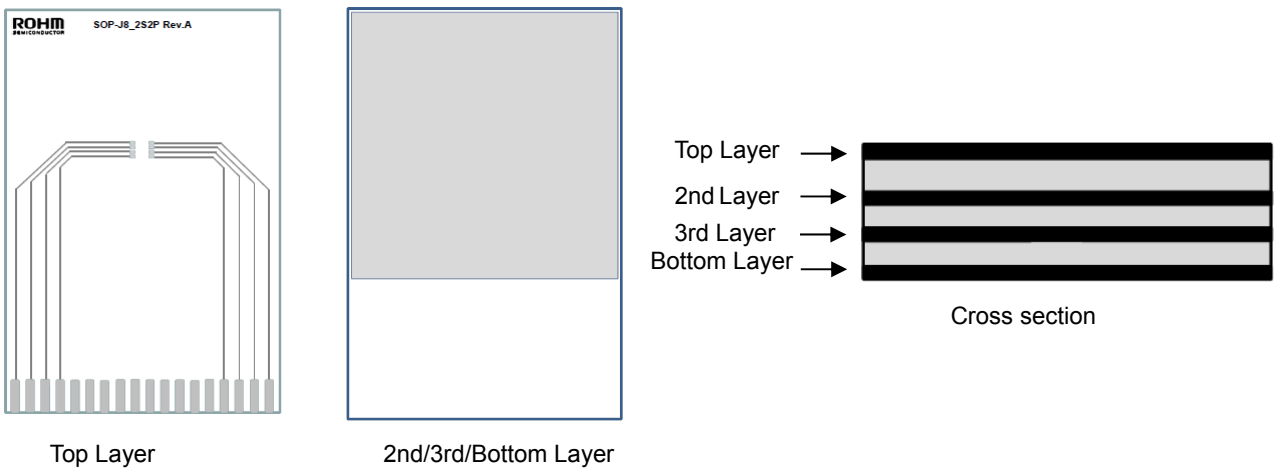 ROHM
SEMICONDUCTOR
SOP-J8_2S2P Rev.A
Top Layer
2nd/3rd/Bottom Layer
Top Layer
2nd Layer
3rd Layer
Bottom Layer
Cross section